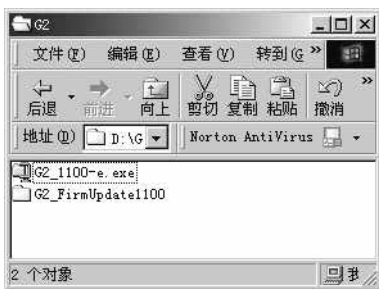 G2
文件(F) 编辑(E) 查看(V) 转到(G »
后退 前进 向上 剪切 复制 粘贴 撤消 »
地址(D) D:\G Norton AntiVirus
G2_1100-e.exe
G2_FirmUpdate1100
2 个对象